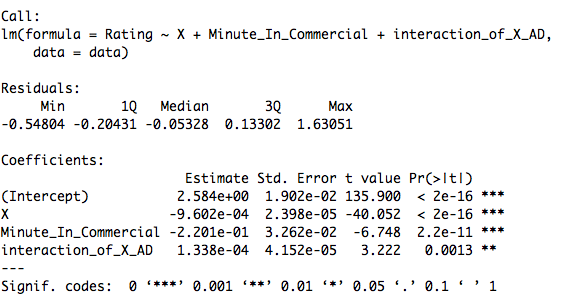 Call:
lm(formula = Rating ~ X + Minute_In_Commercial + interaction_of_X_AD,
    data = data)
Residuals:
     Min       1Q   Median       3Q      Max
-0.54804 -0.20431 -0.05328  0.13302  1.63051
Coefficients:
                       Estimate Std. Error t value Pr(>|t|)
(Intercept)           2.584e+00  1.902e-02 135.900  < 2e-16 ***
X                    -9.602e-04  2.398e-05 -40.052  < 2e-16 ***
Minute_In_Commercial -2.201e-01  3.262e-02  -6.748  2.2e-11 ***
interaction_of_X_AD   1.338e-04  4.152e-05   3.222   0.0013 **
---
Signif. codes:  0 ‘***’ 0.001 ‘**’ 0.01 ‘*’ 0.05 ‘.’ 0.1 ‘ ’ 1